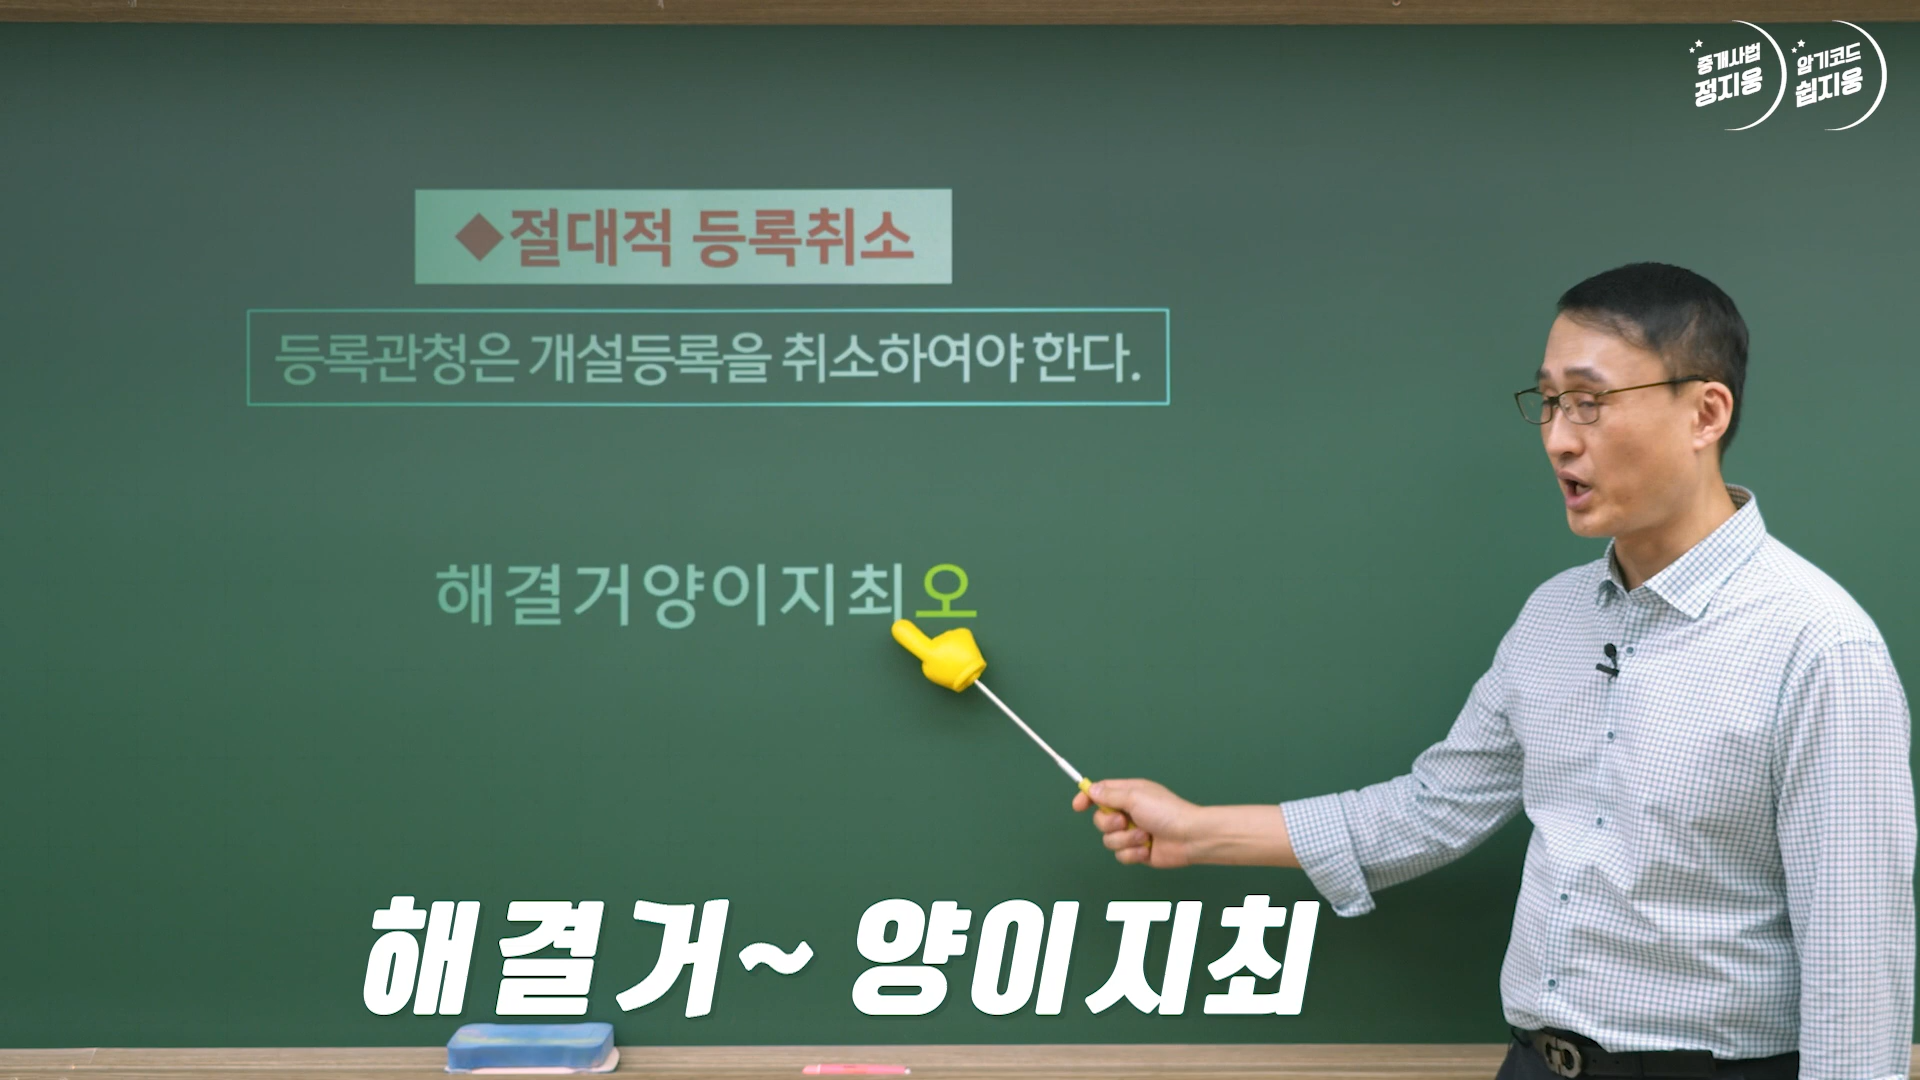 중개사법
정지웅
암기코드
쉽지웅
◆절대적 등록취소
등록관청은 개설등록을 취소하여야 한다.
해결거양이지최오
해결거~ 양이지최